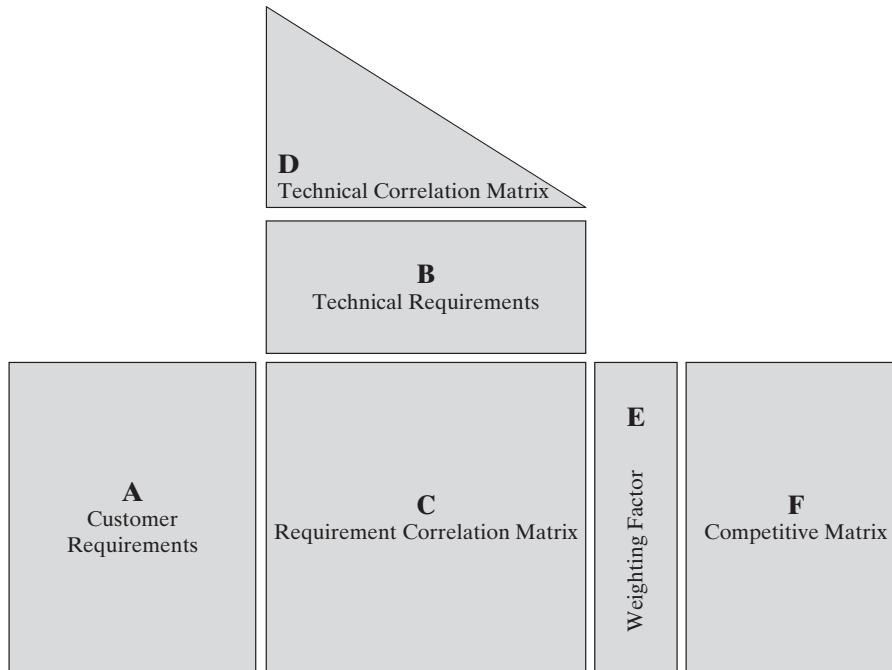 D
Technical Correlation Matrix
B
Technical Requirements
A
Customer
Requirements
C
Requirement Correlation Matrix
E
Weighting Factor
F
Competitive Matrix